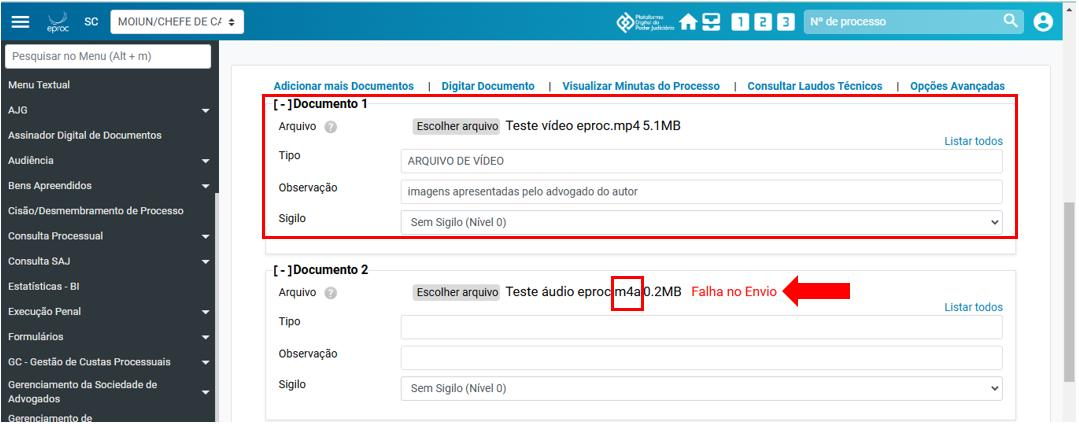 eproc
SC
MOIUN/CHEFE DE CA
Plataforma
Digital do
Poder Judiciário
1 2 3
Nº de processo
Pesquisar no Menu (Alt + m)
Menu Textual
AJG
Assinador Digital de Documentos
Audiência
Bens Apreendidos
Cisão/Desmembramento de Processo
Consulta Processual
Consulta SAJ
Estatísticas - BI
Execução Penal
Formulários
GC - Gestão de Custas Processuais
Gerenciamento da Sociedade de
Advogados
Gerenciamento de
Adicionar mais Documentos | Digitar Documento | Visualizar Minutas do Processo | Consultar Laudos Técnicos | Opções Avançadas
[ - ]Documento 1
Arquivo ? Escolher arquivo Teste vídeo eproc.mp4 5.1MB
Listar todos
Tipo ARQUIVO DE VÍDEO
Observação imagens apresentadas pelo advogado do autor
Sigilo Sem Sigilo (Nível 0)
[ - ]Documento 2
Arquivo ? Escolher arquivo Teste áudio eproc.m4a 0.2MB Falha no Envio
Listar todos
Tipo
Observação
Sigilo Sem Sigilo (Nível 0)